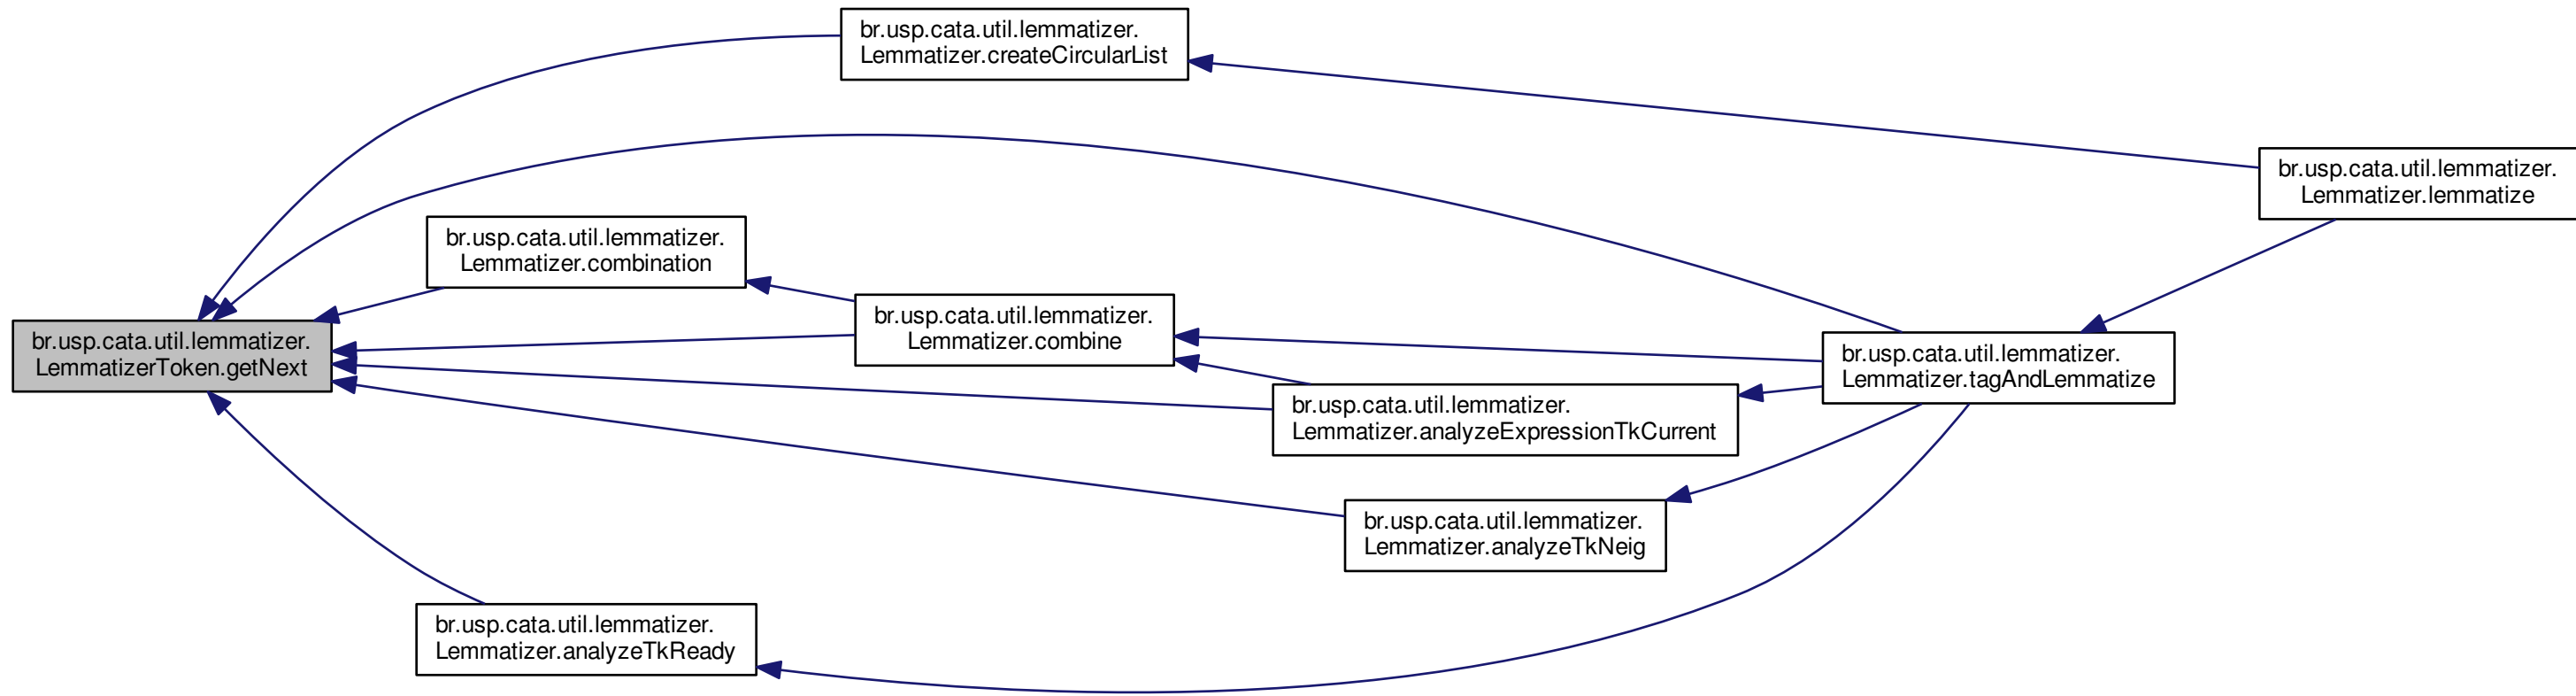 br.usp.cata.util.lemmatizer.
Lemmatizer.createCircularList
br.usp.cata.util.lemmatizer.
Lemmatizer.lemmatize
br.usp.cata.util.lemmatizer.
Lemmatizer.combination
br.usp.cata.util.lemmatizer.
Lemmatizer.combine
br.usp.cata.util.lemmatizer.
LemmatizerToken.getNext
br.usp.cata.util.lemmatizer.
Lemmatizer.tagAndLemmatize
br.usp.cata.util.lemmatizer.
Lemmatizer.analyzeExpressionTkCurrent
br.usp.cata.util.lemmatizer.
Lemmatizer.analyzeTkNeig
br.usp.cata.util.lemmatizer.
Lemmatizer.analyzeTkReady